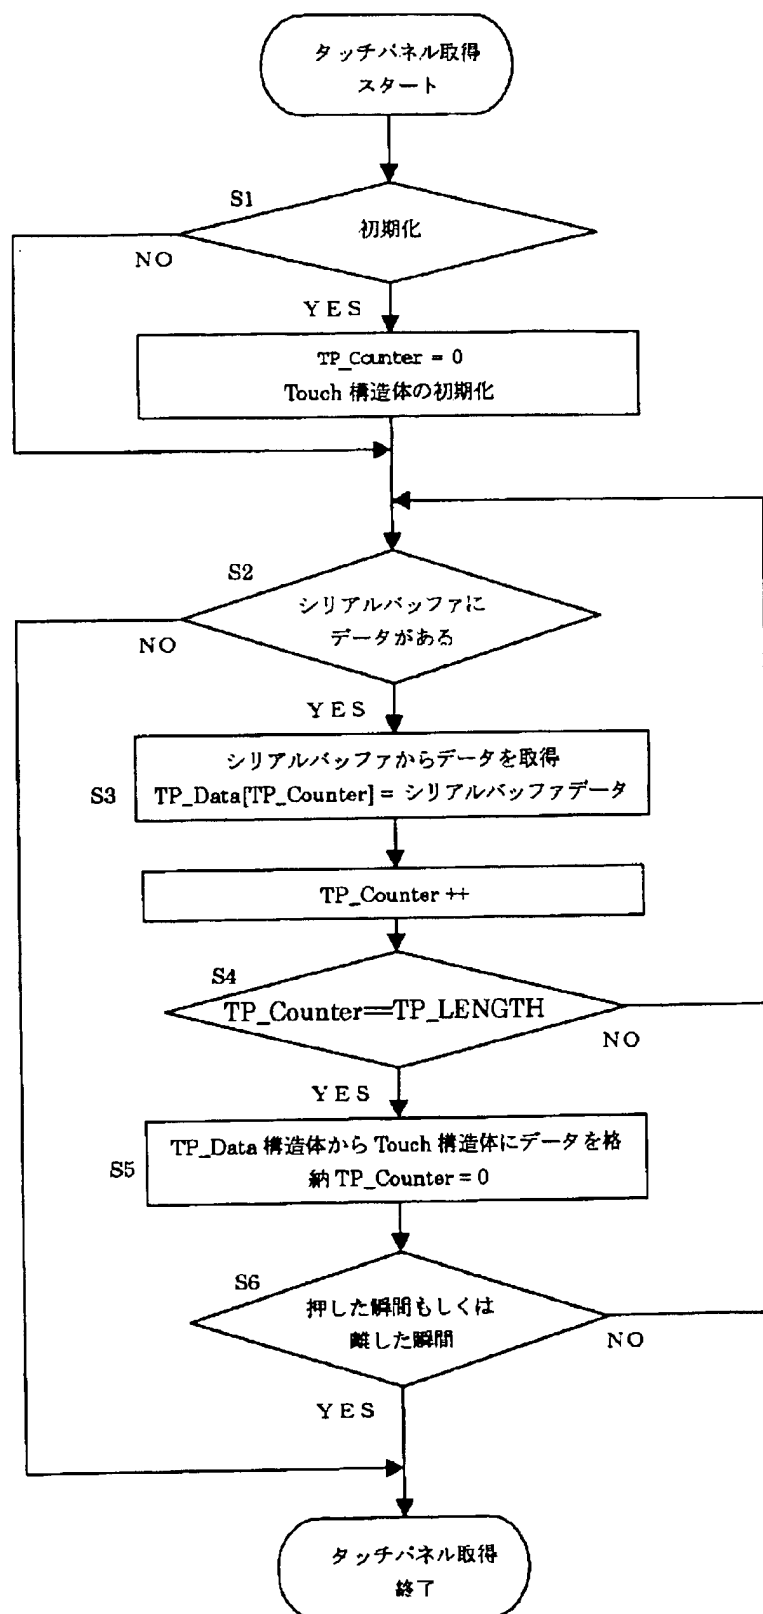 タッチパネル取得
スタート
S1
初期化
NO
YES
TP_Counter = 0
Touch 構造体の初期化
S2
シリアルバッファに
データがある
NO
YES
シリアルバッファからデータを取得
S3
TP_Data[TP_Counter] = シリアルバッファデータ
TP_Counter ++
S4
TP_Counter==TP_LENGTH
NO
YES
TP_Data 構造体から Touch 構造体にデータを格
S5
納 TP_Counter = 0
S6
押した瞬間もしくは
離した瞬間
NO
YES
タッチパネル取得
終了